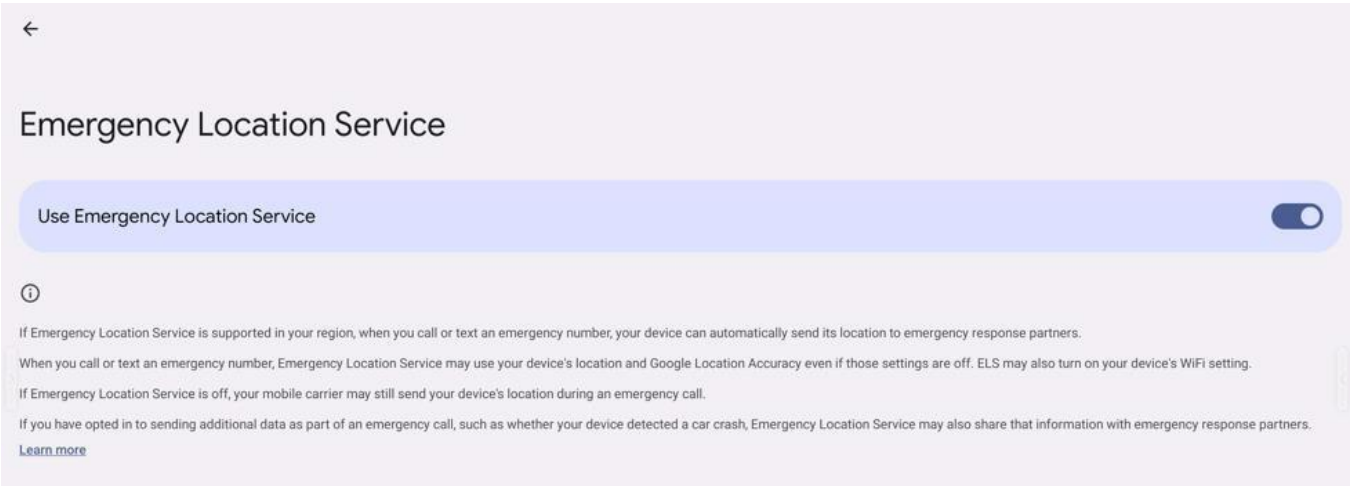 Emergency Location Service
Use Emergency Location Service
If Emergency Location Service is supported in your region, when you call or text an emergency number, your device can automatically send its location to emergency response partners.
When you call or text an emergency number, Emergency Location Service may use your device's location and Google Location Accuracy even if those settings are off. ELS may also turn on your device's WiFi setting.
If Emergency Location Service is off, your mobile carrier may still send your device's location during an emergency call.
If you have opted in to sending additional data as part of an emergency call, such as whether your device detected a car crash, Emergency Location Service may also share that information with emergency response partners.
Learn more